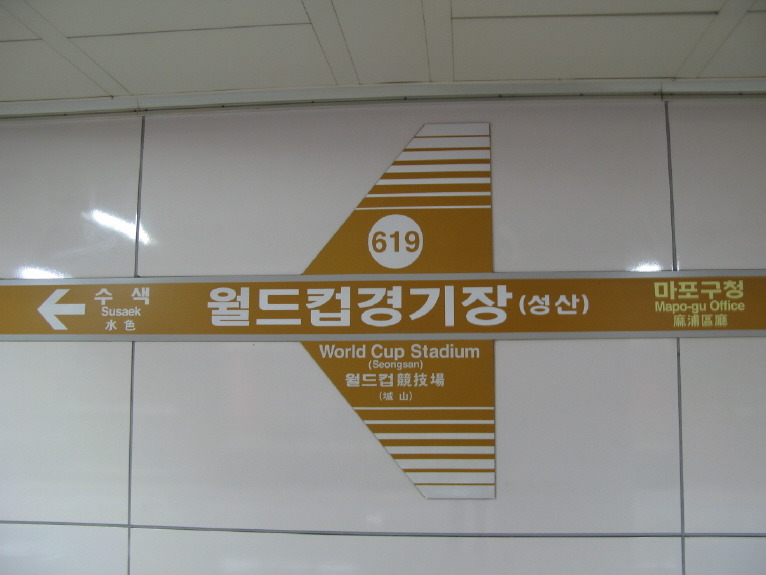 619
수색
Susaek
水色
월드컵경기장(성산)
마포구청
Mapo-gu Office
麻浦區廳
World Cup Stadium
(Seongsan)
월드컵競技場
(城山)